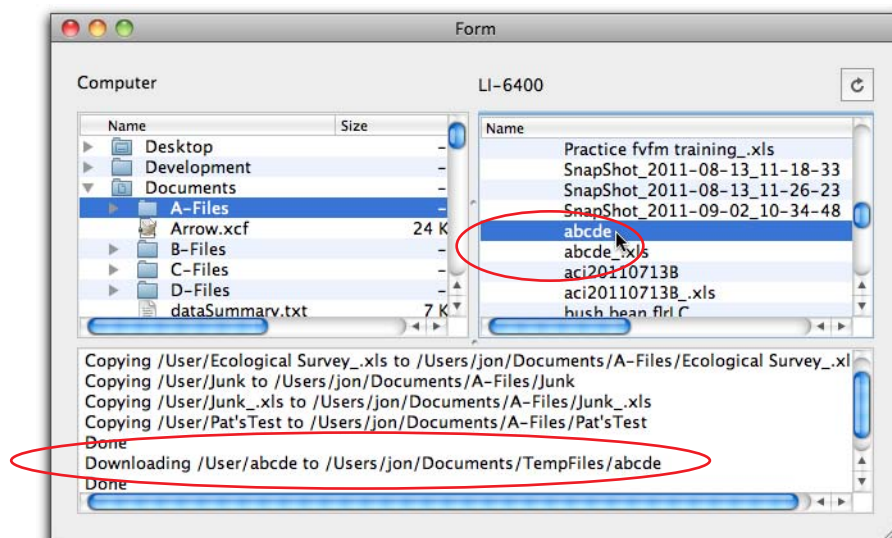 Form
Computer
LI-6400
Name Size
Desktop –
Development –
Documents –
A-Files –
Arrow.xcf 24 K
B-Files –
C-Files –
D-Files –
dataSummary.txt 7 K
Name
Practice fvfm training_.xls
SnapShot_2011-08-13_11-18-33
SnapShot_2011-08-13_11-26-23
SnapShot_2011-09-02_10-34-48
abcde
abcde_.xls
aci20110713B
aci20110713B_.xls
bush bean flrLC
Copying /User/Ecological Survey_.xls to /Users/jon/Documents/A-Files/Ecological Survey_.xl
Copying /User/Junk to /Users/jon/Documents/A-Files/Junk
Copying /User/Junk_.xls to /Users/jon/Documents/A-Files/Junk_.xls
Copying /User/Pat'sTest to /Users/jon/Documents/A-Files/Pat'sTest
Done
Downloading /User/abcde to /Users/jon/Documents/TempFiles/abcde
Done